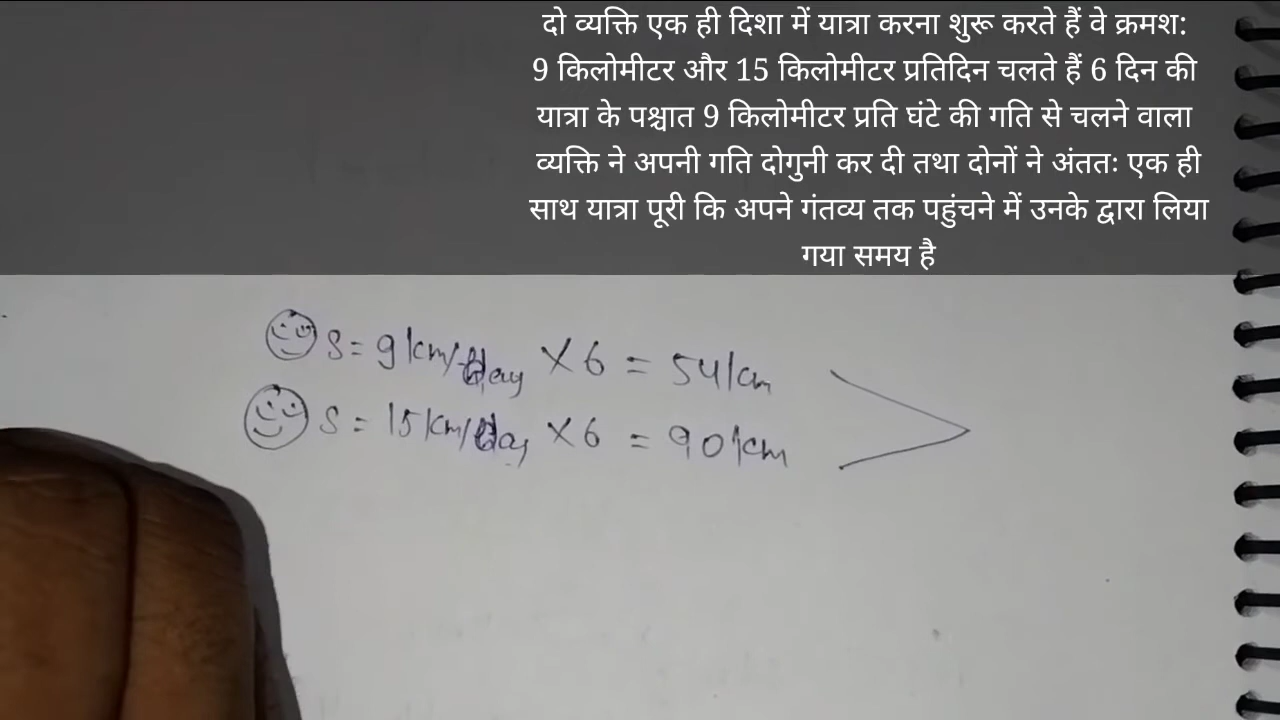 दो व्यक्ति एक ही दिशा में यात्रा करना शुरू करते हैं वे क्रमश:
9 किलोमीटर और 15 किलोमीटर प्रतिदिन चलते हैं 6 दिन की
यात्रा के पश्चात 9 किलोमीटर प्रति घंटे की गति से चलने वाला
व्यक्ति ने अपनी गति दोगुनी कर दी तथा दोनों ने अंततः एक ही
साथ यात्रा पूरी कि अपने गंतव्य तक पहुंचने में उनके द्वारा लिया
गया समय है
S = 9 km/day × 6 = 54 km
S = 15 km/day × 6 = 90 km